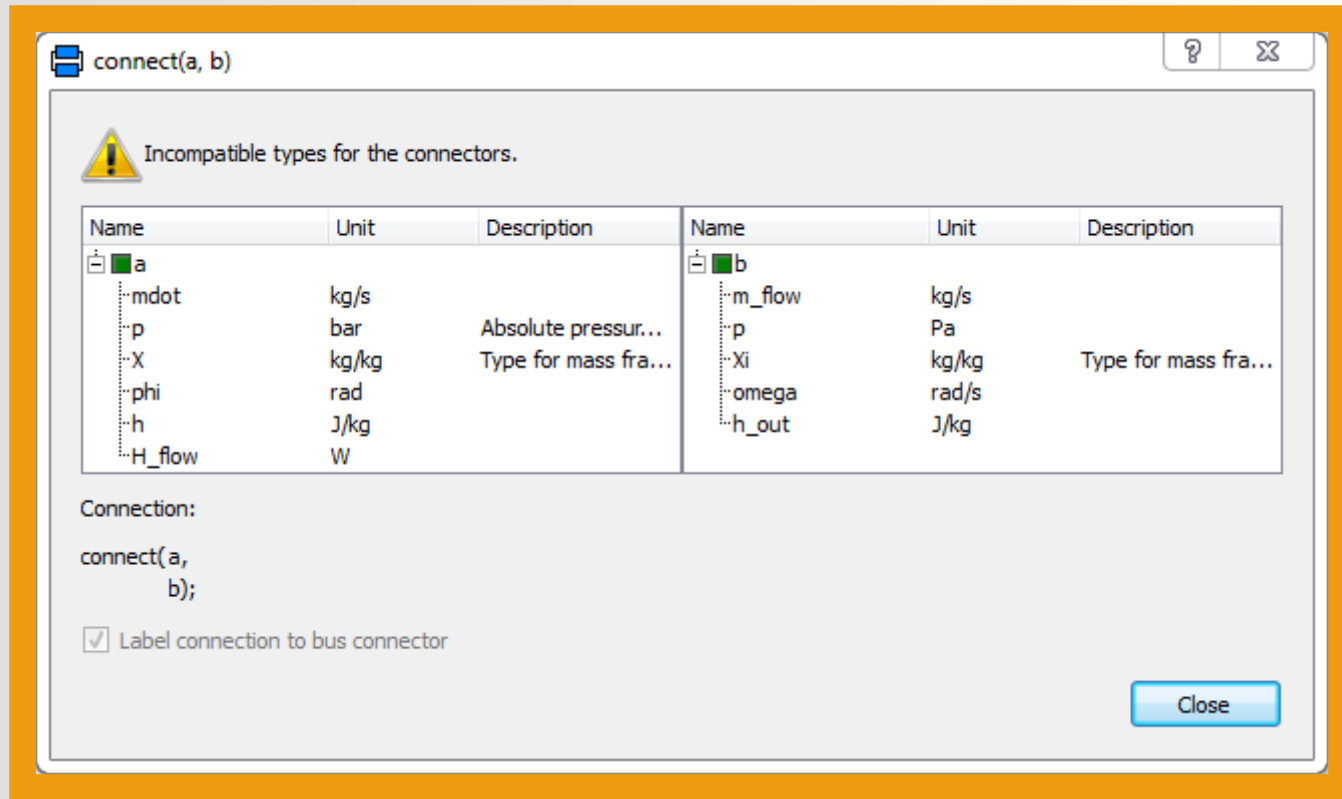 connect(a, b)
Incompatible types for the connectors.
Name Unit Description Name Unit Description
a b
mdot kg/s m_flow kg/s
p bar Absolute pressur... p Pa
X kg/kg Type for mass fra... Xi kg/kg Type for mass fra...
phi rad omega rad/s
h J/kg h_out J/kg
H_flow W
Connection:
connect(a,
b);
Label connection to bus connector
Close